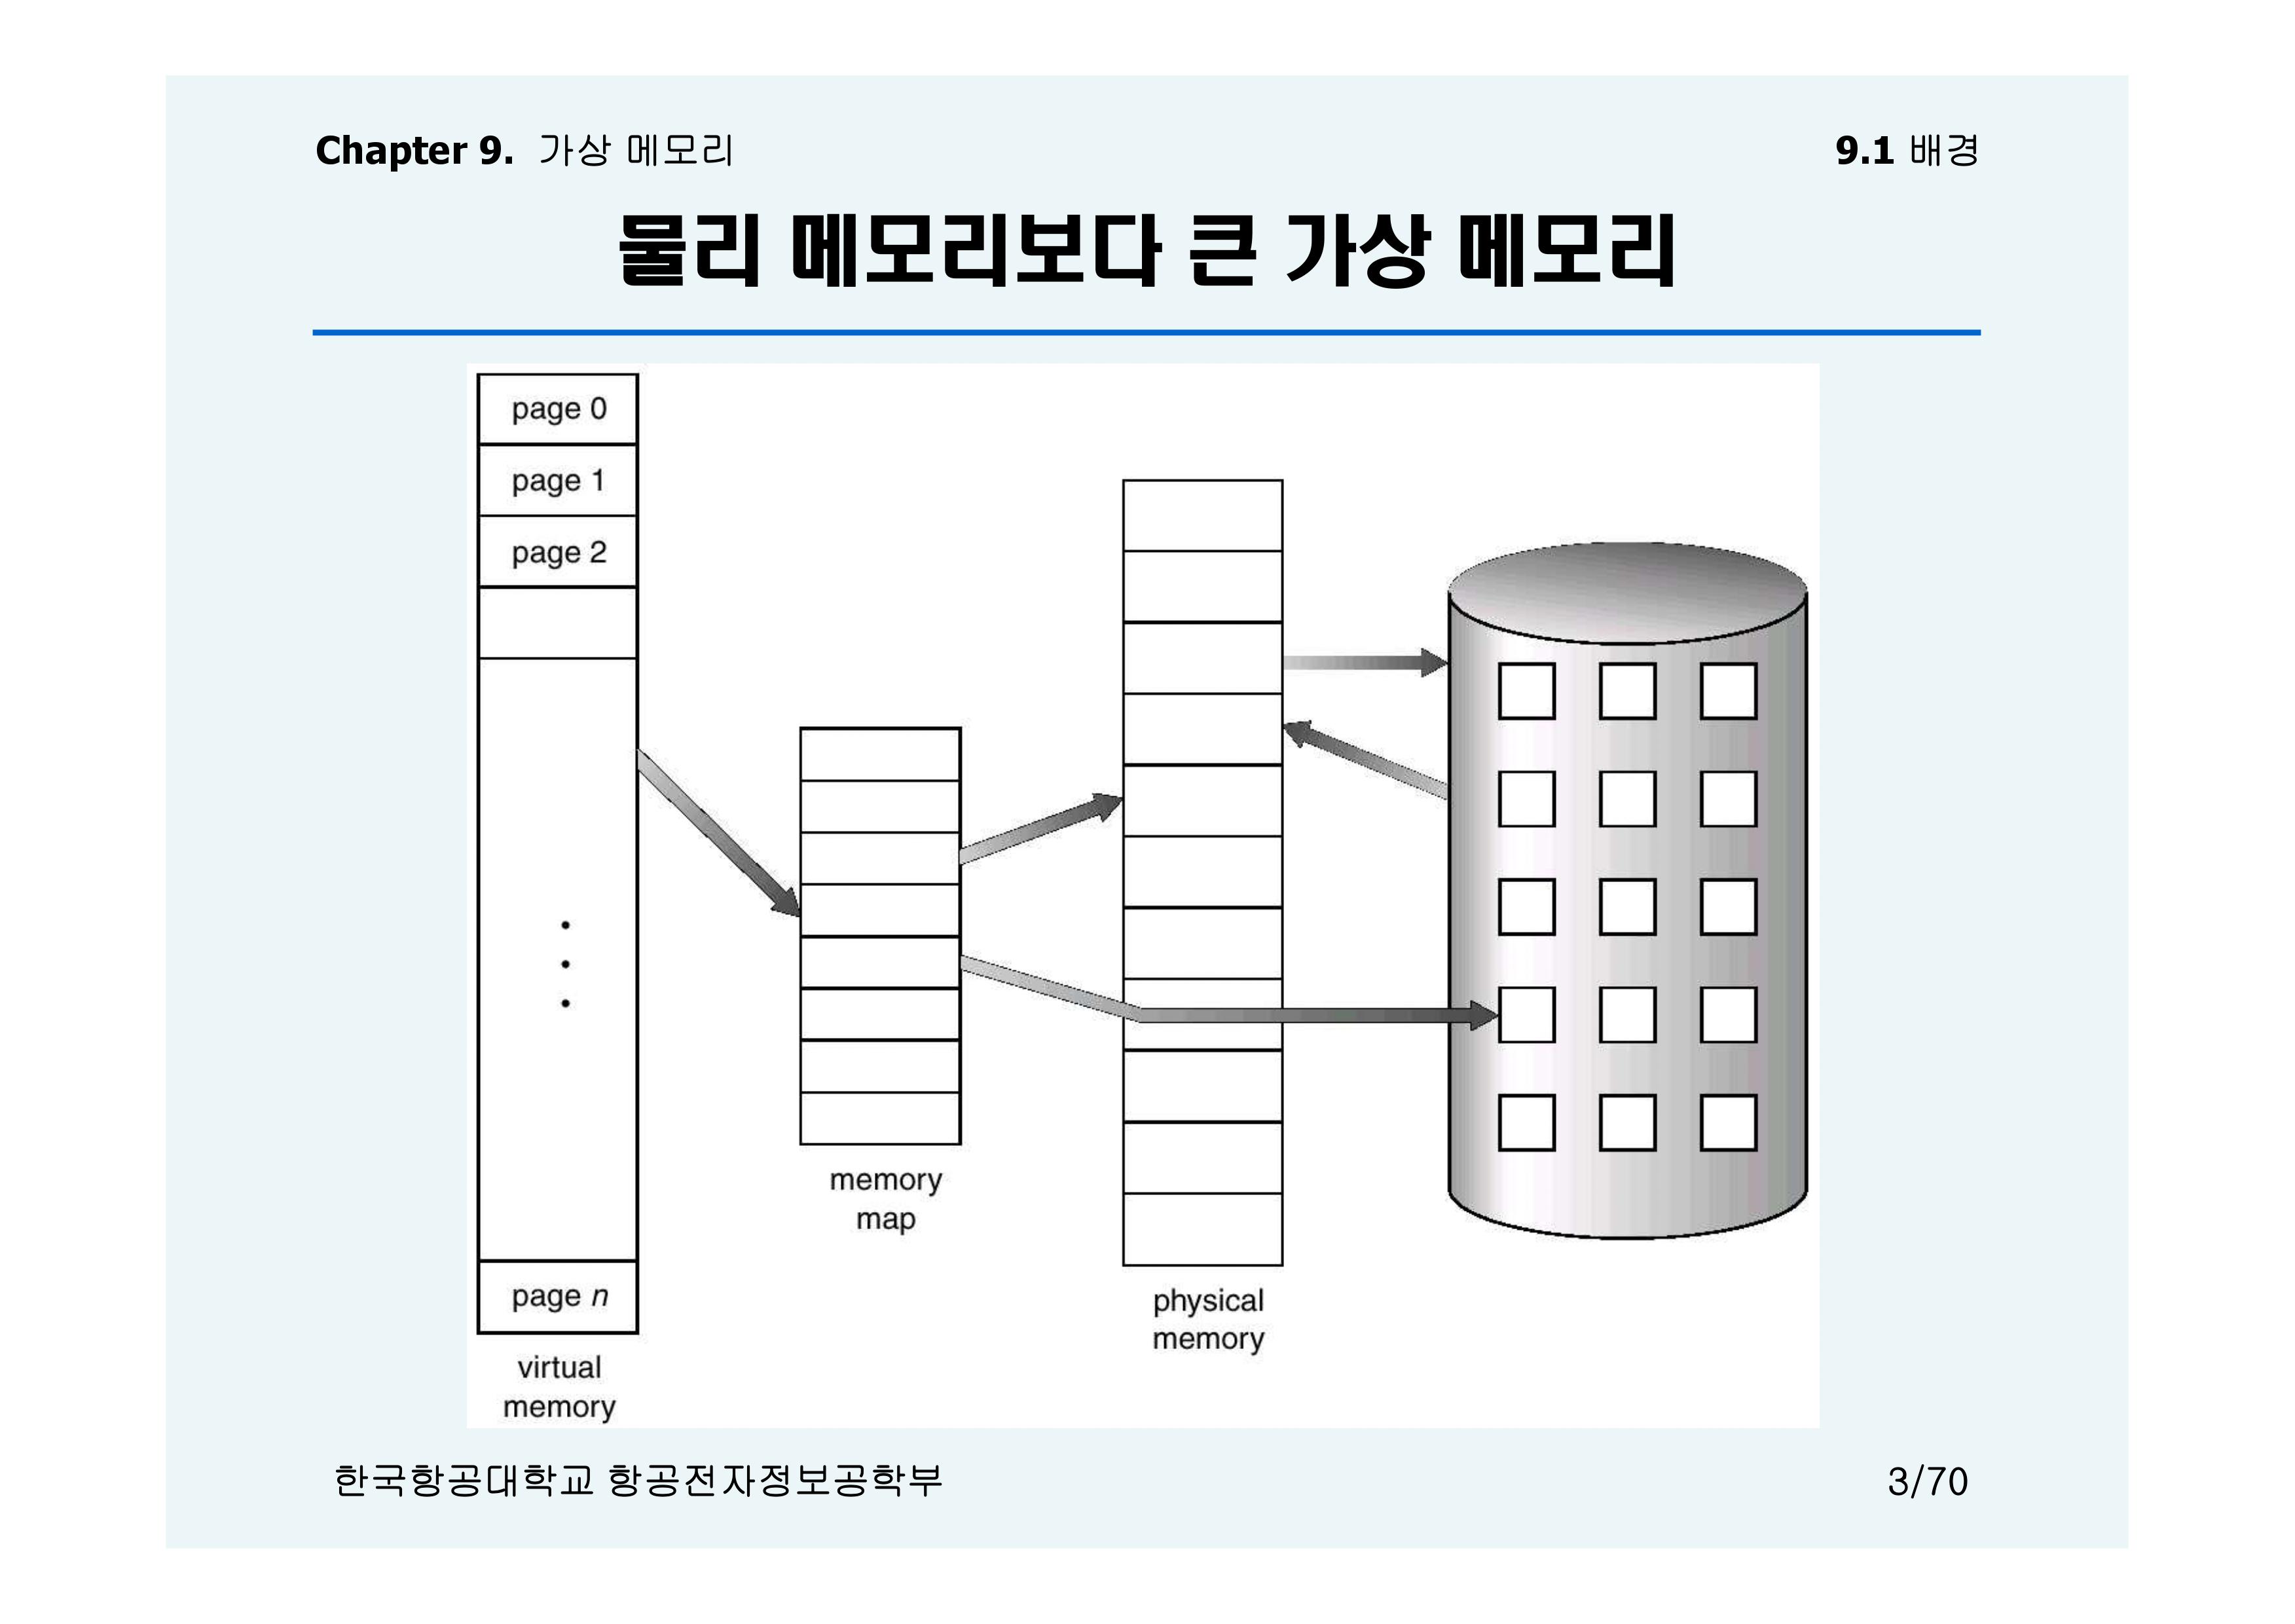 Chapter 9. 가상 메모리
9.1 배경
물리 메모리보다 큰 가상 메모리
page 0
page 1
page 2
page n
virtual
memory
memory
map
physical
memory
한국항공대학교 항공전자정보공학부
3/70